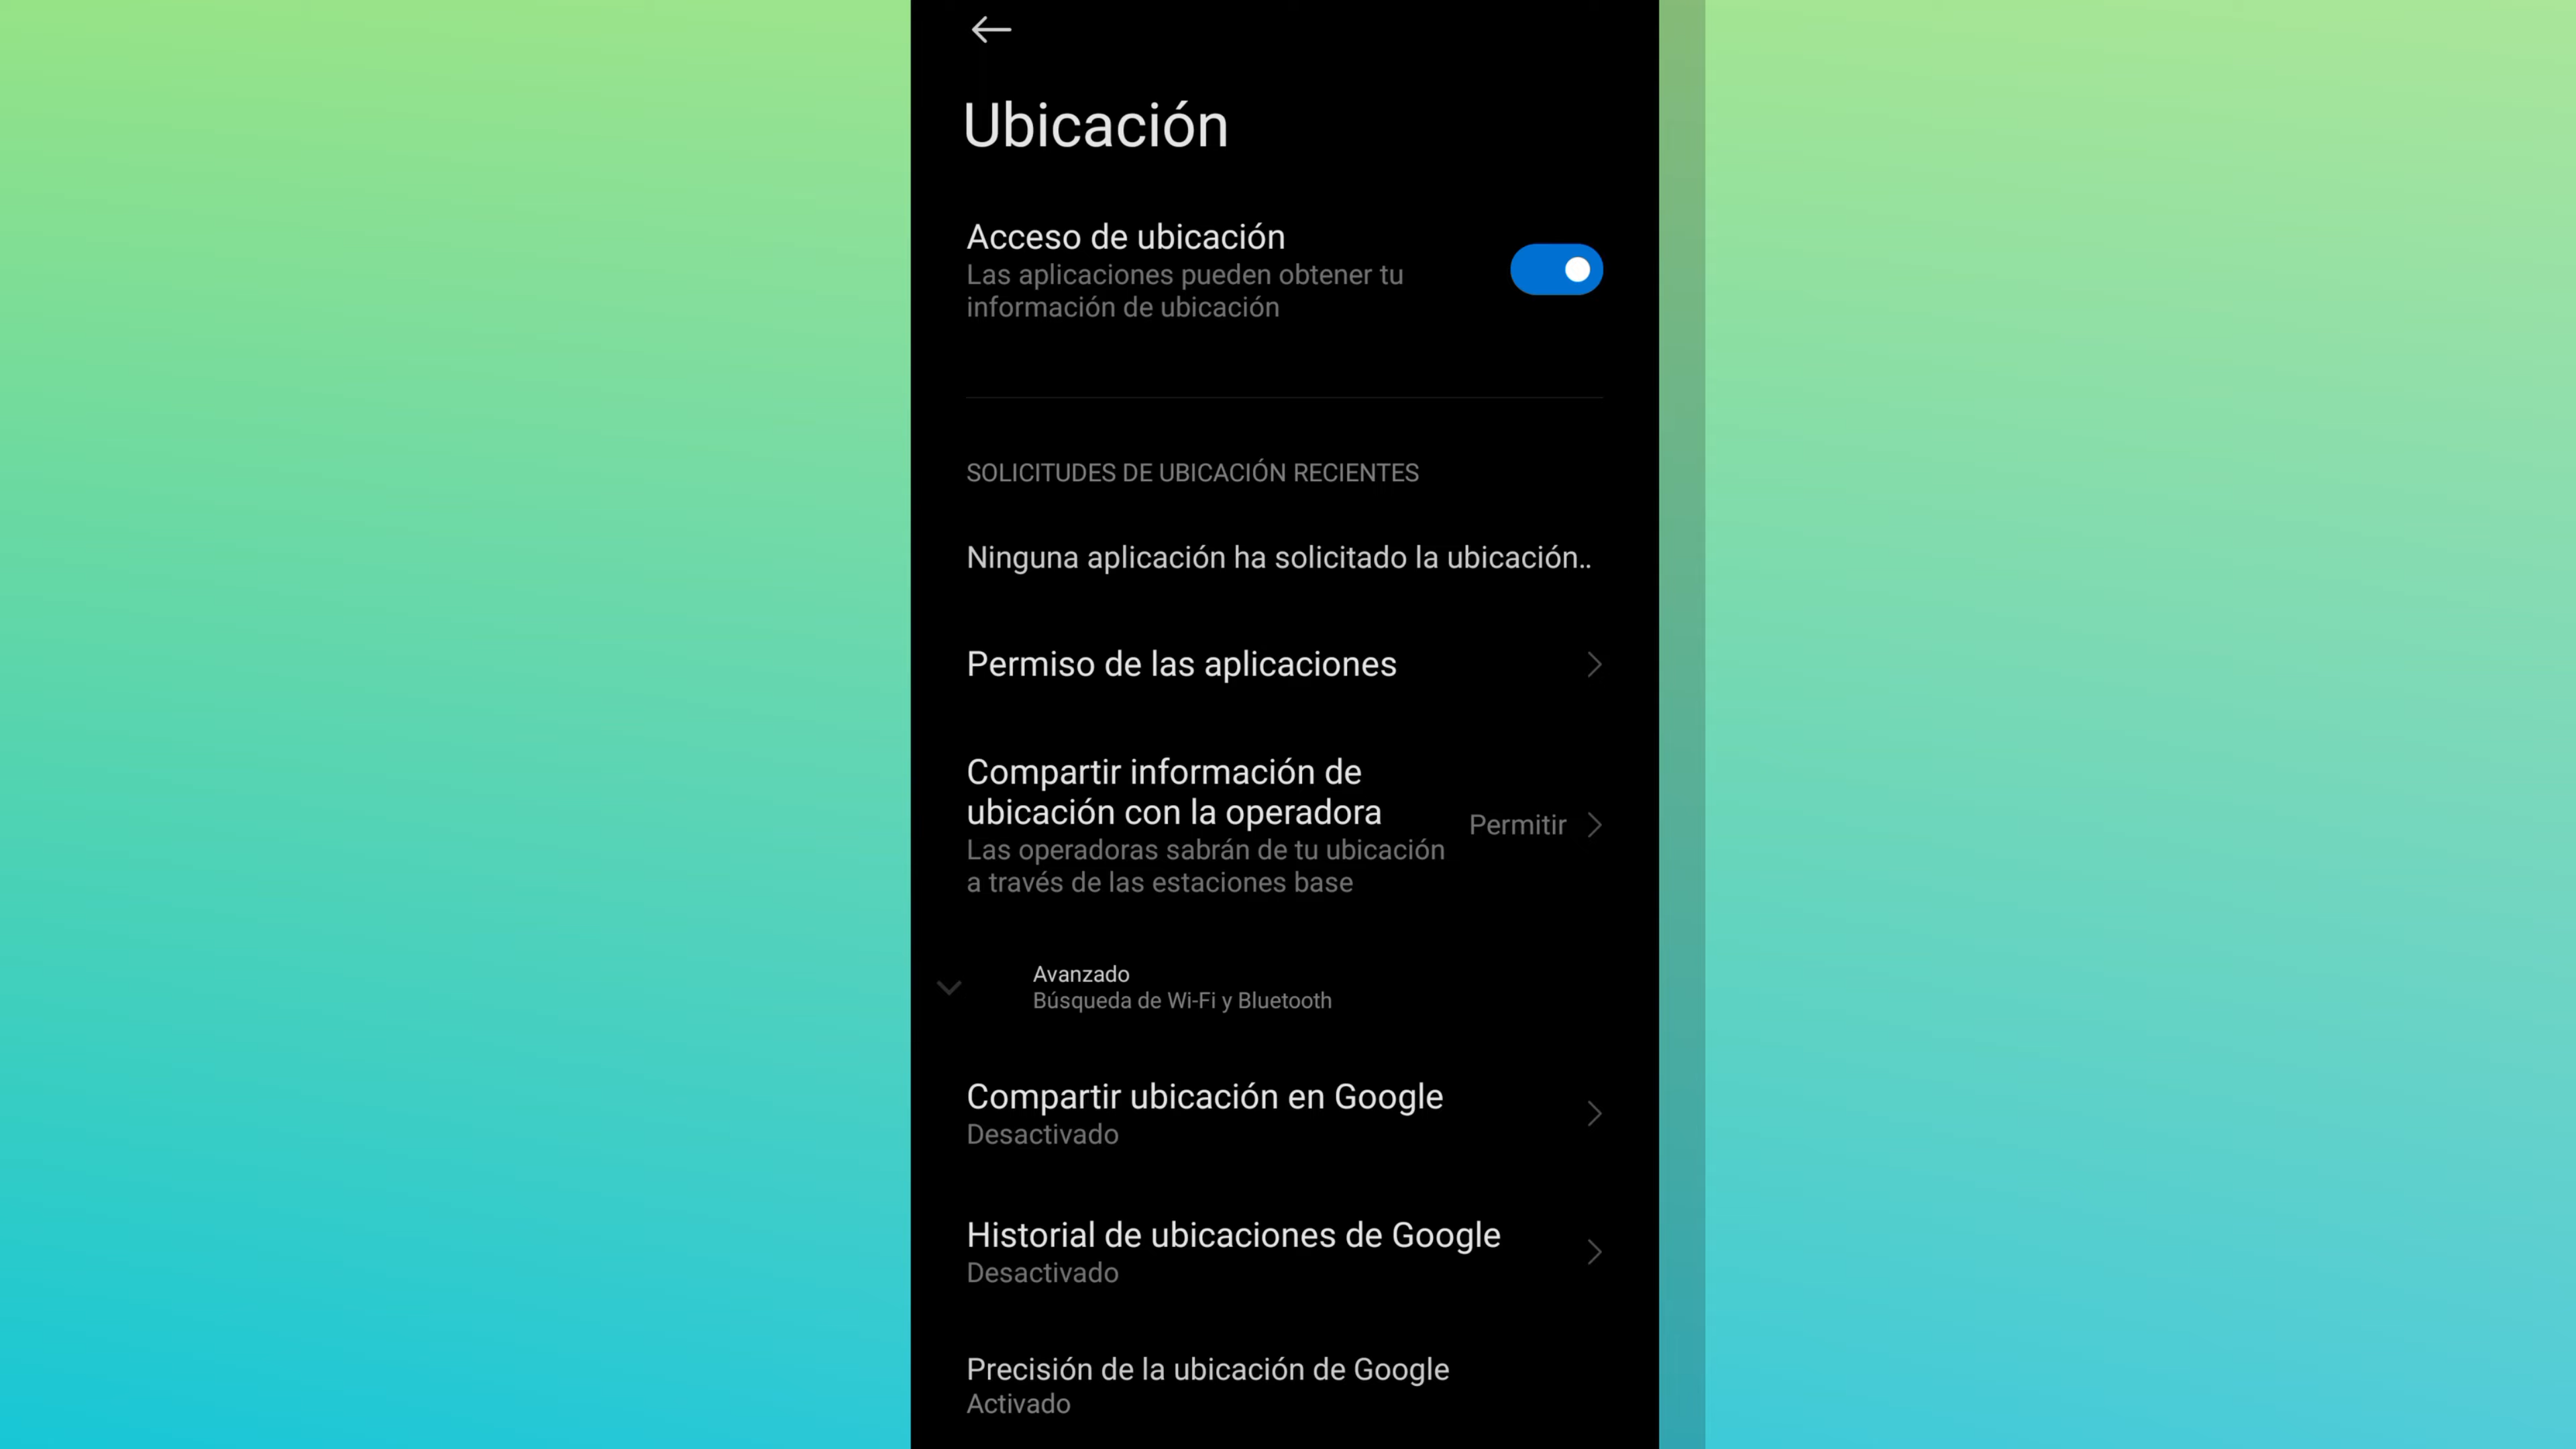 Ubicación
Acceso de ubicación
Las aplicaciones pueden obtener tu
información de ubicación
SOLICITUDES DE UBICACIÓN RECIENTES
Ninguna aplicación ha solicitado la ubicación..
Permiso de las aplicaciones
Compartir información de
ubicación con la operadora
Permitir
Las operadoras sabrán de tu ubicación
a través de las estaciones base
Avanzado
Búsqueda de Wi-Fi y Bluetooth
Compartir ubicación en Google
Desactivado
Historial de ubicaciones de Google
Desactivado
Precisión de la ubicación de Google
Activado